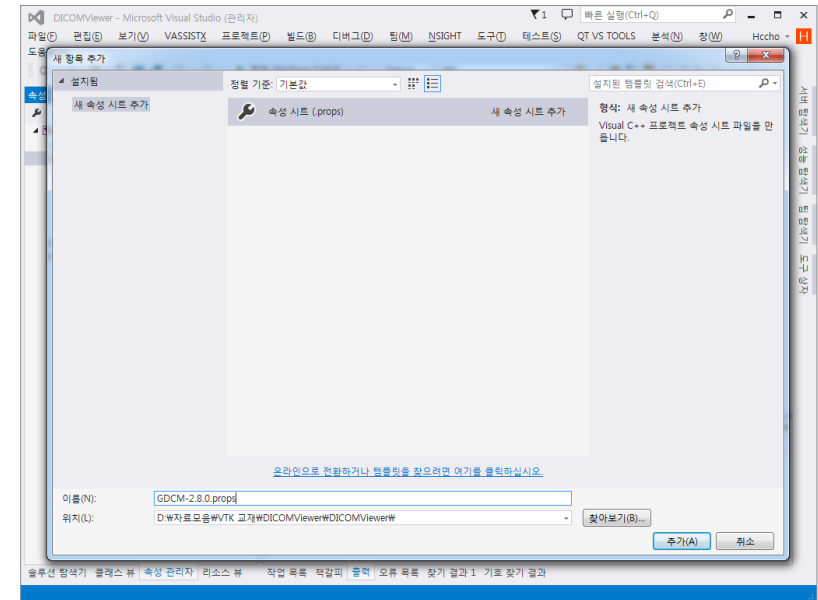 DICOMViewer - Microsoft Visual Studio (관리자)
1
빠른 실행(Ctrl+Q)
파일(F) 편집(E) 보기(V) VASSISTX 프로젝트(P) 빌드(B) 디버그(D) 팀(M) NSIGHT 도구(T) 테스트(S) QT VS TOOLS 분석(N) 창(W) Hccho H
새 항목 추가
설치됨
정렬 기준: 기본값
설치된 템플릿 검색(Ctrl+E)
속성
새 속성 시트 추가
속성 시트 (.props) 새 속성 시트 추가
형식: 새 속성 시트 추가
Visual C++ 프로젝트 속성 시트 파일을 만
듭니다.
서버 탐색기
성능 탐색기
팀 탐색기
도구 상자
온라인으로 전환하거나 템플릿을 찾으려면 여기를 클릭하십시오.
이름(N): GDCM-2.8.0.props
위치(L): D:₩자료모음₩VTK 교재₩DICOMViewer₩DICOMViewer₩
찾아보기(B)...
추가(A) 취소
솔루션 탐색기 클래스 뷰 속성 관리자 리소스 뷰 작업 목록 책갈피 출력 오류 목록 찾기 결과 1 기호 찾기 결과